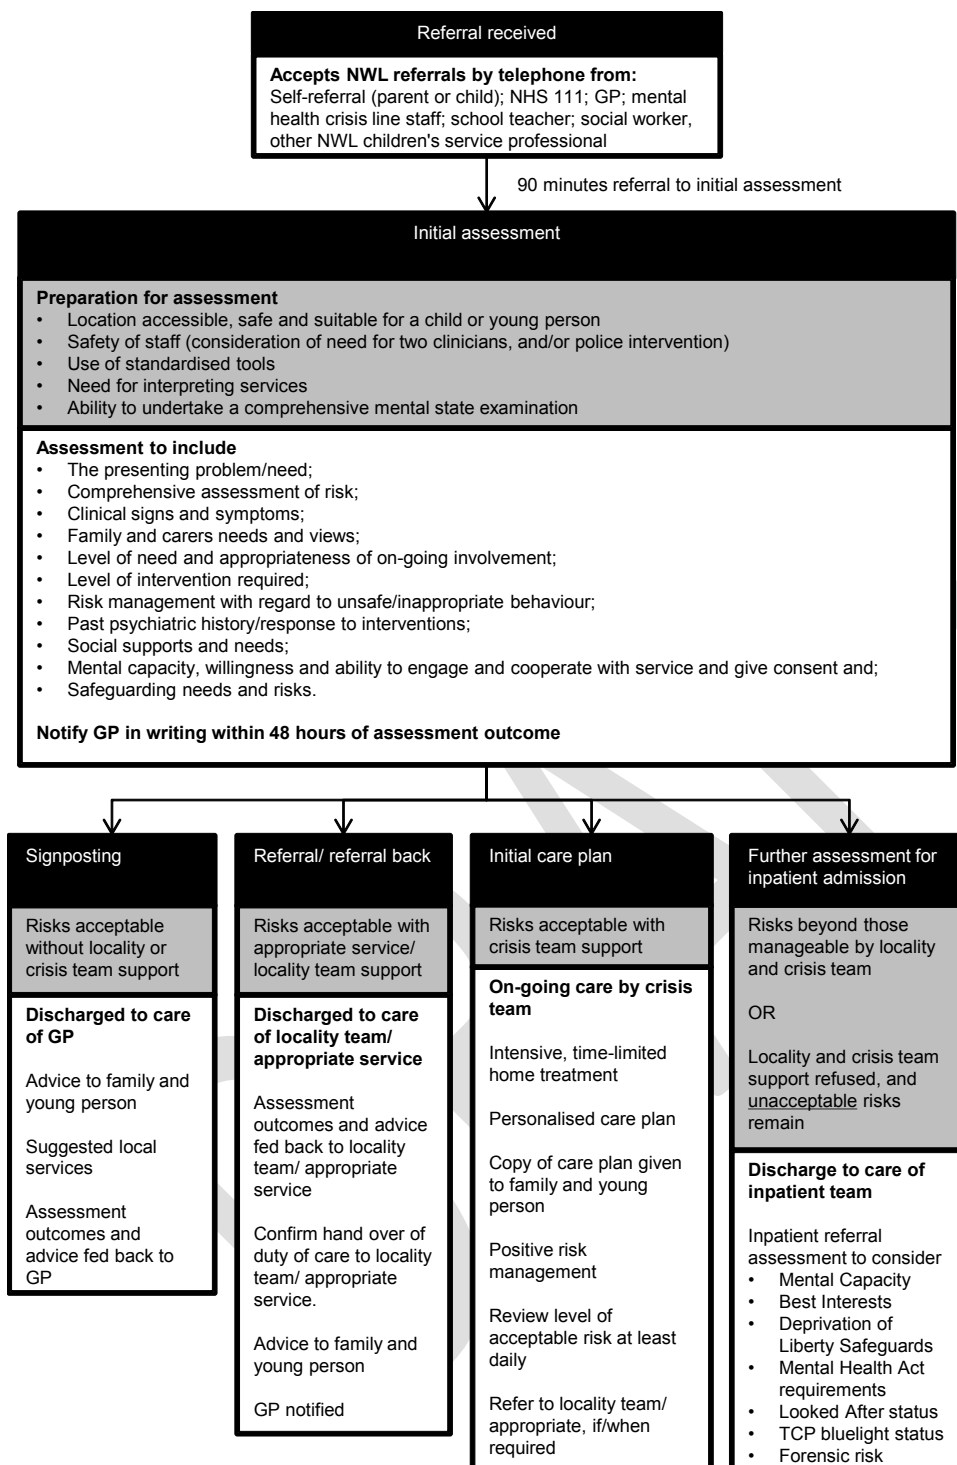 Referral received
Accepts NWL referrals by telephone from:
Self-referral (parent or child); NHS 111; GP; mental
health crisis line staff; school teacher; social worker,
other NWL children's service professional
90 minutes referral to initial assessment
Initial assessment
Preparation for assessment
• Location accessible, safe and suitable for a child or young person
• Safety of staff (consideration of need for two clinicians, and/or police intervention)
• Use of standardised tools
• Need for interpreting services
• Ability to undertake a comprehensive mental state examination
Assessment to include
• The presenting problem/need;
• Comprehensive assessment of risk;
• Clinical signs and symptoms;
• Family and carers needs and views;
• Level of need and appropriateness of on-going involvement;
• Level of intervention required;
• Risk management with regard to unsafe/inappropriate behaviour;
• Past psychiatric history/response to interventions;
• Social supports and needs;
• Mental capacity, willingness and ability to engage and cooperate with service and give consent and;
• Safeguarding needs and risks.
Notify GP in writing within 48 hours of assessment outcome
Signposting
Risks acceptable
without locality or
crisis team support
Discharged to care
of GP
Advice to family and
young person
Suggested local
services
Assessment
outcomes and
advice fed back to
GP
Referral/ referral back
Risks acceptable with
appropriate service/
locality team support
Discharged to care
of locality team/
appropriate service
Assessment
outcomes and advice
fed back to locality
team/ appropriate
service
Confirm hand over of
duty of care to locality
team/ appropriate
service.
Advice to family and
young person
GP notified
Initial care plan
Risks acceptable with
crisis team support
On-going care by crisis
team
Intensive, time-limited
home treatment
Personalised care plan
Copy of care plan given
to family and young
person
Positive risk
management
Review level of
acceptable risk at least
daily
Refer to locality team/
appropriate, if/when
required
Further assessment for
inpatient admission
Risks beyond those
manageable by locality
and crisis team
OR
Locality and crisis team
support refused, and
unacceptable risks
remain
Discharge to care of
inpatient team
Inpatient referral
assessment to consider
• Mental Capacity
• Best Interests
• Deprivation of
Liberty Safeguards
• Mental Health Act
requirements
• Looked After status
• TCP bluelight status
• Forensic risk